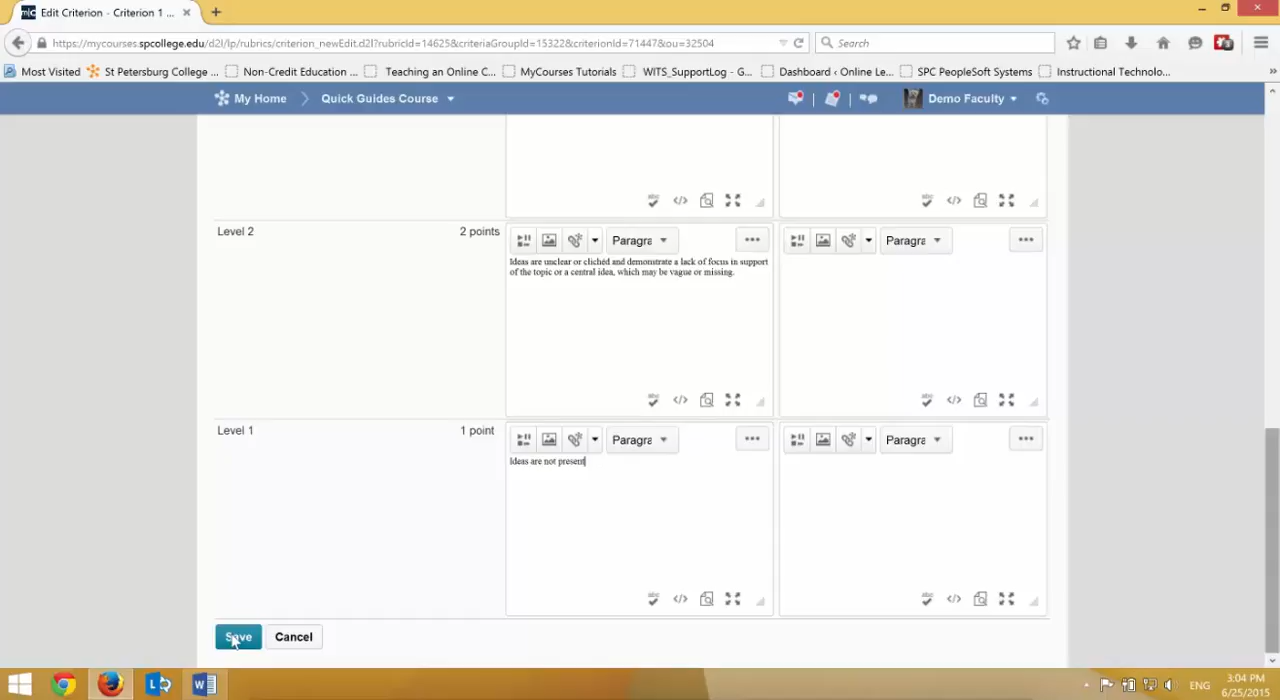 Edit Criterion - Criterion 1 ...
https://mycourses.spcollege.edu/d2l/lp/rubrics/criterion_newEdit.d2l?rubricId=14625&criteriaGroupId=15322&criterionId=71447&ou=32504
Search
Most Visited
St Petersburg College ...
Non-Credit Education ...
Teaching an Online C...
MyCourses Tutorials
WITS_SupportLog - G...
Dashboard ‹ Online Le...
SPC PeopleSoft Systems
Instructional Technolo...
My Home
Quick Guides Course
Demo Faculty
Level 2
2 points
Paragra
Paragra
Ideas are unclear or clichéd and demonstrate a lack of focus in support
of the topic or a central idea, which may be vague or missing.
Level 1
1 point
Paragra
Paragra
Ideas are not present
Save
Cancel
ENG
3:04 PM
6/25/2015